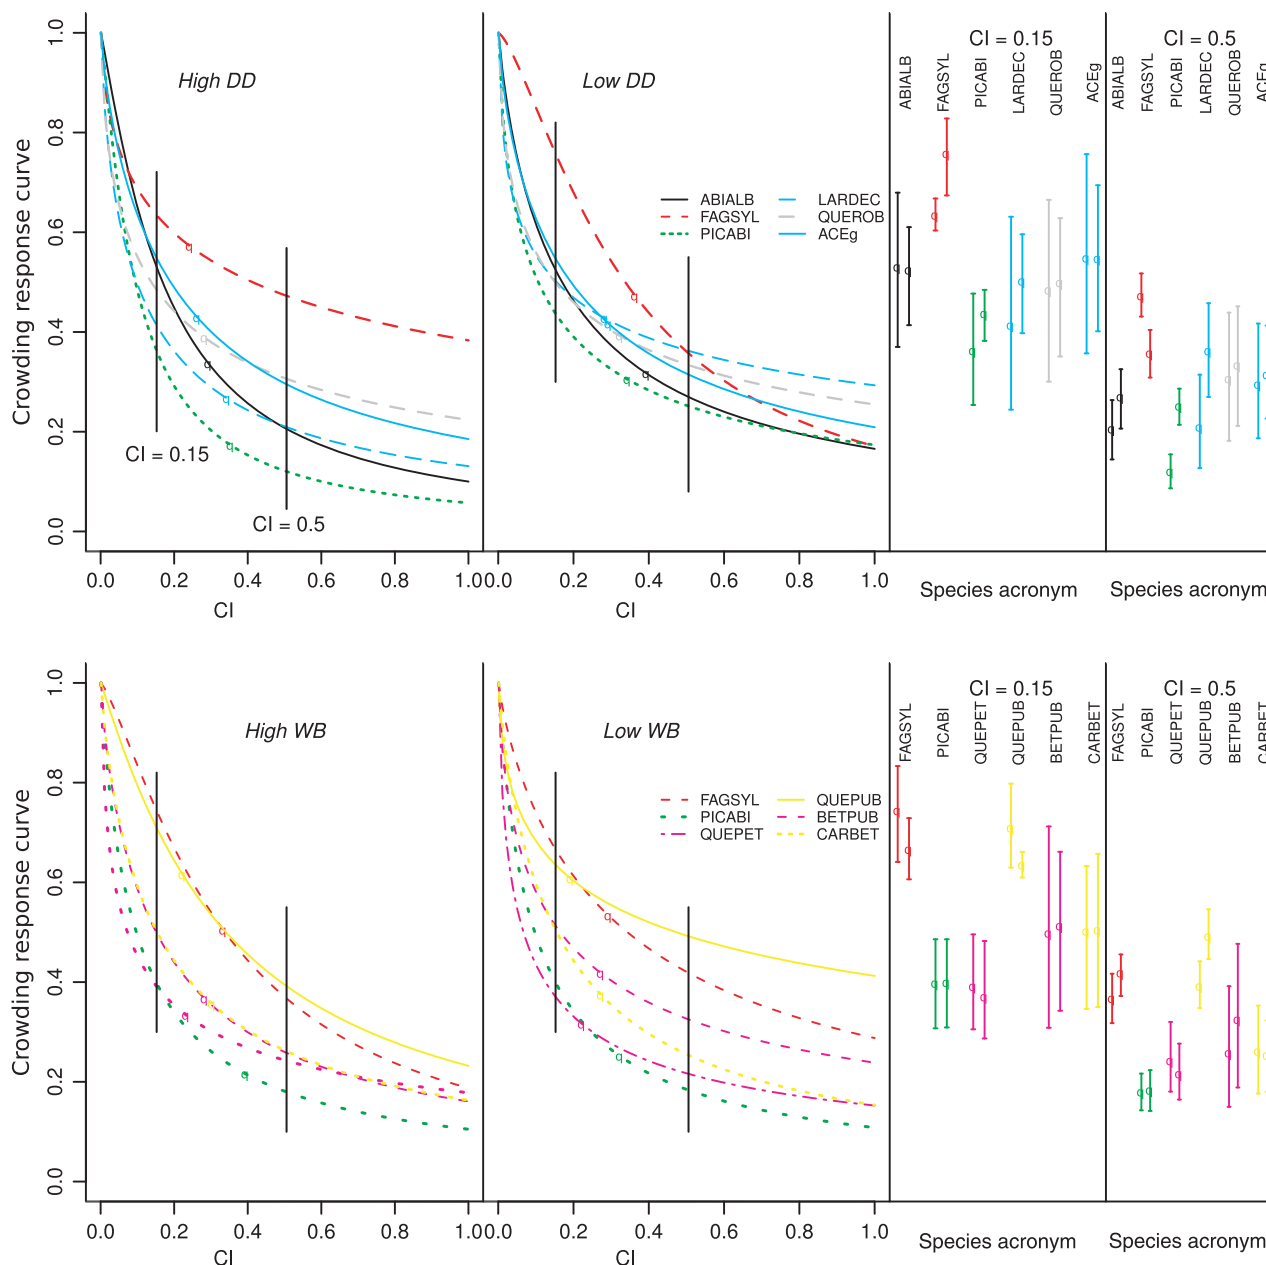 High DD
Low DD
CI = 0.15
CI = 0.5
ABIALB
FAGSYL
PICABI
LARDEC
QUEROB
ACEg
ABIALB
FAGSYL
PICABI
LARDEC
QUEROB
ACEg
Crowding response curve
1.0
0.8
0.6
0.4
0.2
0.0
ABIALB
FAGSYL
PICABI
LARDEC
QUEROB
ACEg
CI = 0.15
CI = 0.5
0.0 0.2 0.4 0.6 0.8 1.0
0.0 0.2 0.4 0.6 0.8 1.0
CI
CI
Species acronym
Species acronym
High WB
Low WB
CI = 0.15
CI = 0.5
FAGSYL
PICABI
QUEPET
QUEPUB
BETPUB
CARBET
FAGSYL
PICABI
QUEPET
QUEPUB
BETPUB
CARBET
Crowding response curve
1.0
0.8
0.6
0.4
0.2
0.0
FAGSYL
PICABI
QUEPET
QUEPUB
BETPUB
CARBET
0.0 0.2 0.4 0.6 0.8 1.0
0.0 0.2 0.4 0.6 0.8 1.0
CI
CI
Species acronym
Species acronym